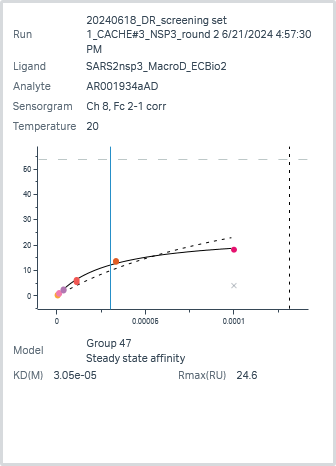 20240618_DR_screening set
Run 1_CACHE#3_NSP3_round 2 6/21/2024 4:57:30
PM
Ligand SARS2nsp3_MacroD_ECBio2
Analyte AR001934aAD
Sensorgram Ch 8, Fc 2-1 corr
Temperature 20
60
50
40
30
20
10
0
0 0.00005 0.0001
Model Group 47
Steady state affinity
KD(M) 3.05e-05 Rmax(RU) 24.6